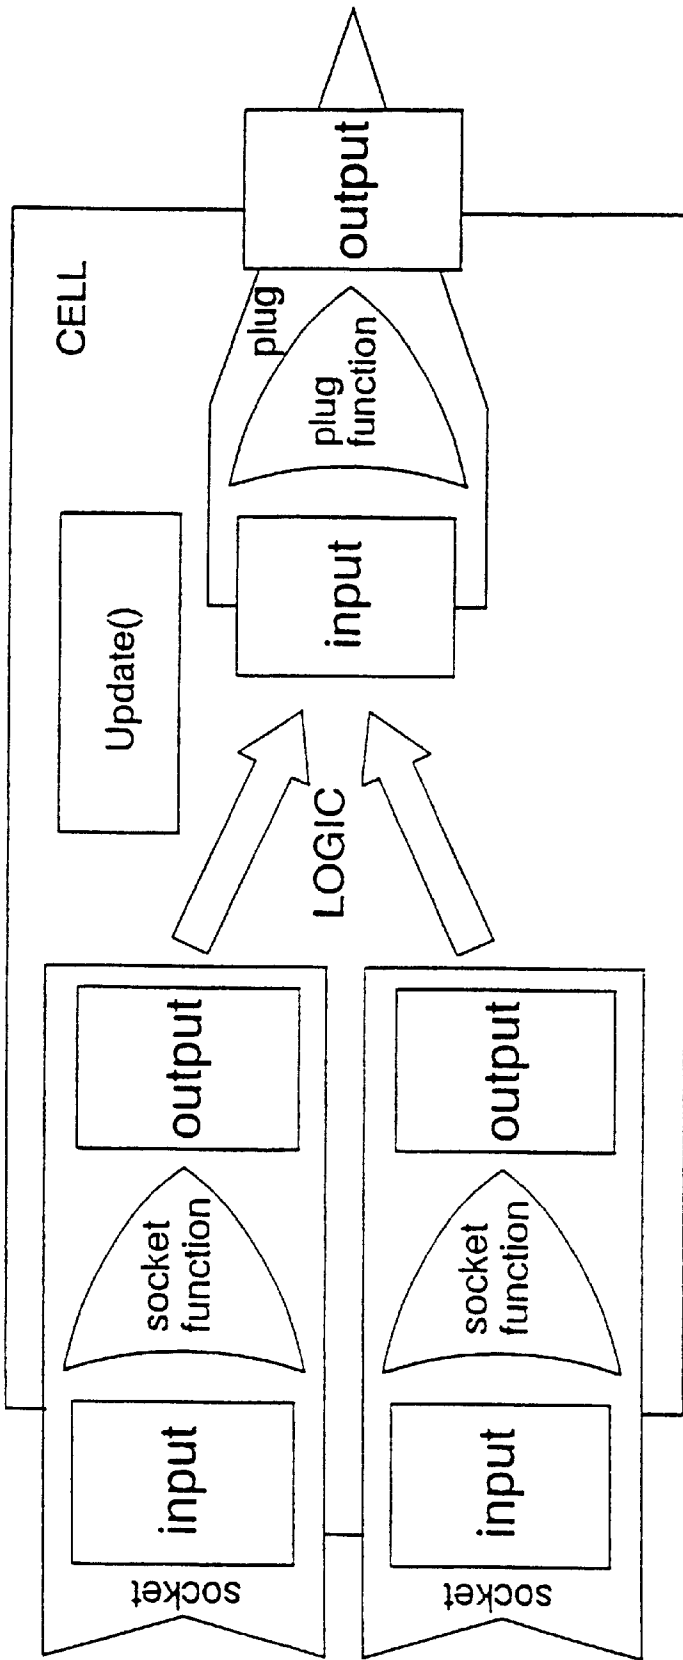 CELL
Update()
socket
input
socket
function
output
socket
input
socket
function
output
LOGIC
input
plug
function
plug
output